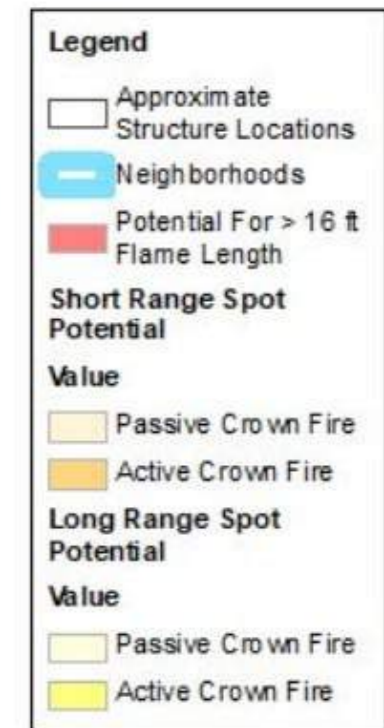 Legend
Approximate
Structure Locations
Neighborhoods
Potential For > 16 ft
Flame Length
Short Range Spot
Potential
Value
Passive Crown Fire
Active Crown Fire
Long Range Spot
Potential
Value
Passive Crown Fire
Active Crown Fire